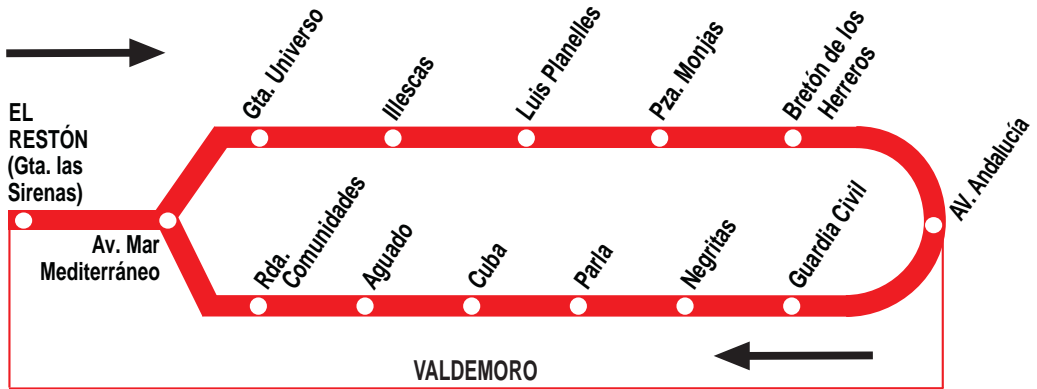 EL
RESTÓN
(Gta. las
Sirenas)
Av. Mar
Mediterráneo
Gta. Universo
Illescas
Luis Planelles
Pza. Monjas
Bretón de los
Herreros
AV. Andalucía
Rda.
Comunidades
Aguado
Cuba
Parla
Negritas
Guardia Civil
VALDEMORO